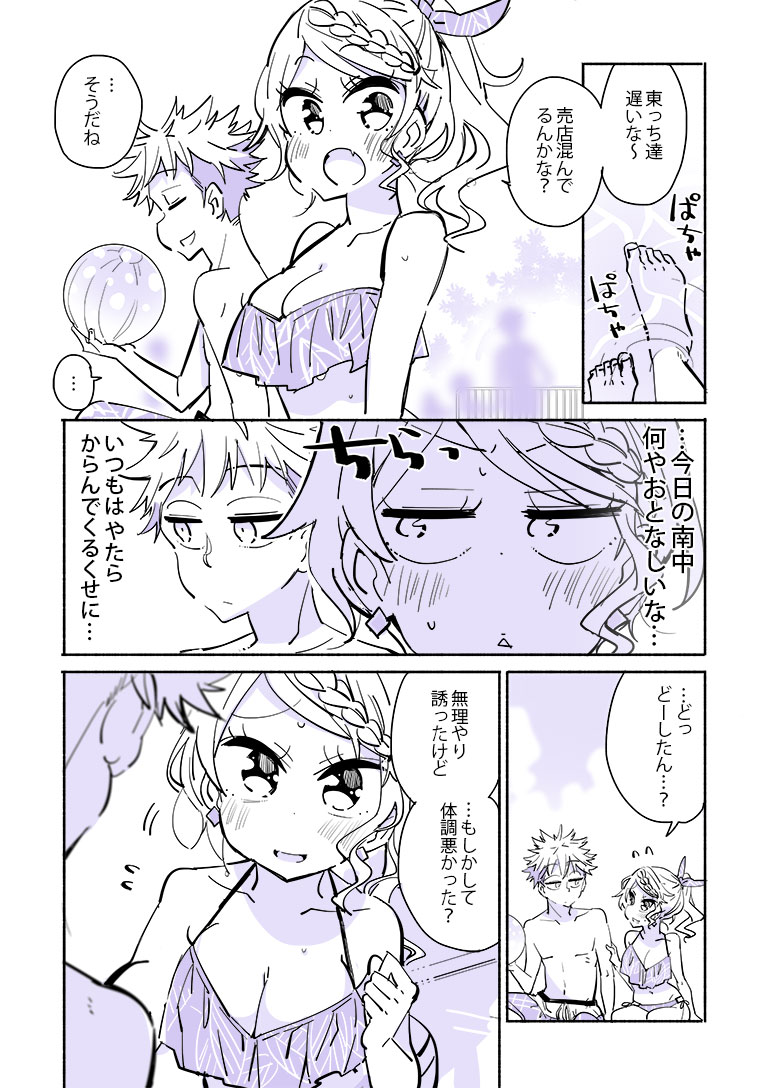 東っち達
遅いな～
売店混んで
るんかな？
ぱちゃ
ぱちゃ
…
そうだね
…
…今日の南中
何やおとなしいな…
ちらっ
いつもはやたら
からんでくるくせに…
…どっ
どーしたん…？
無理やり
誘ったけど
…もしかして
体調悪かった？